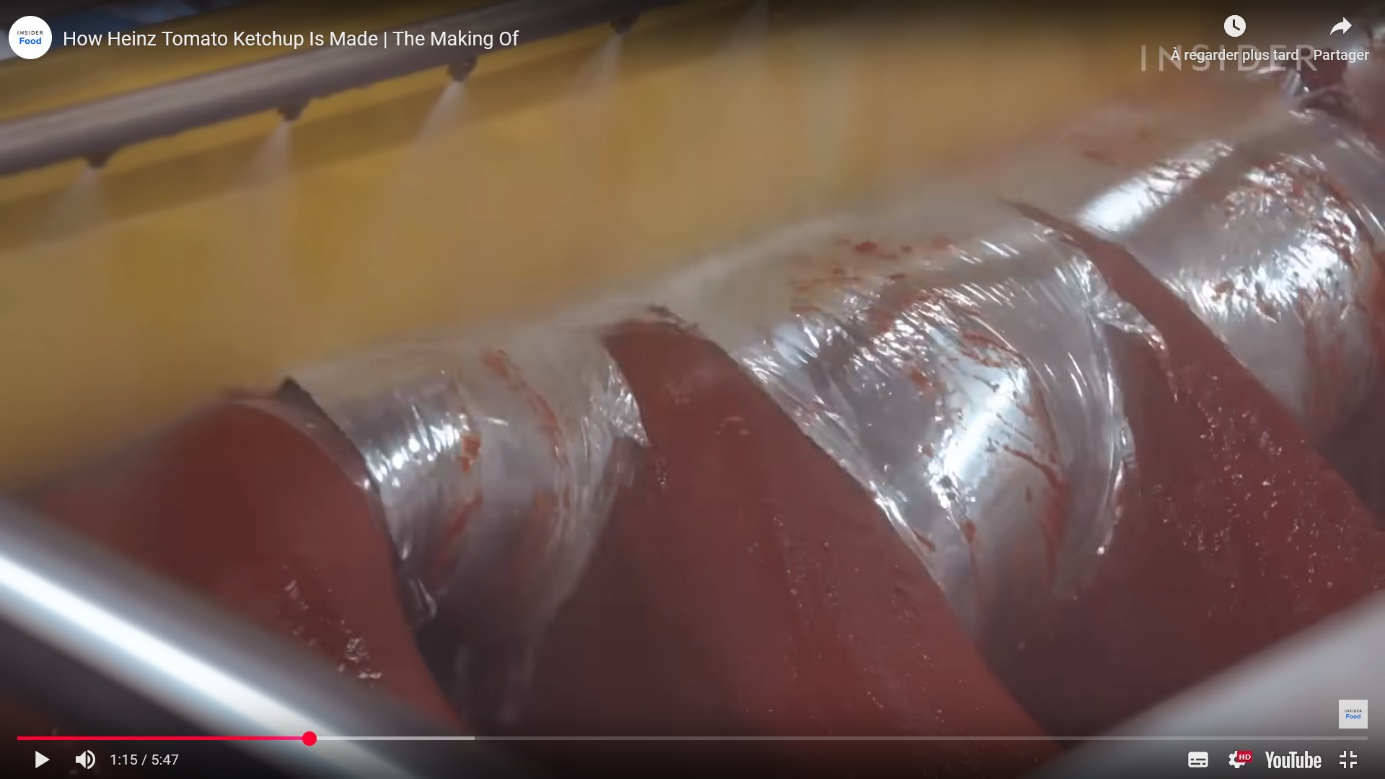 INSIDER
Food
How Heinz Tomato Ketchup Is Made | The Making Of
INSIDER
À regarder plus tard
Partager
INSIDER
Food
1:15 / 5:47
HD
YouTube